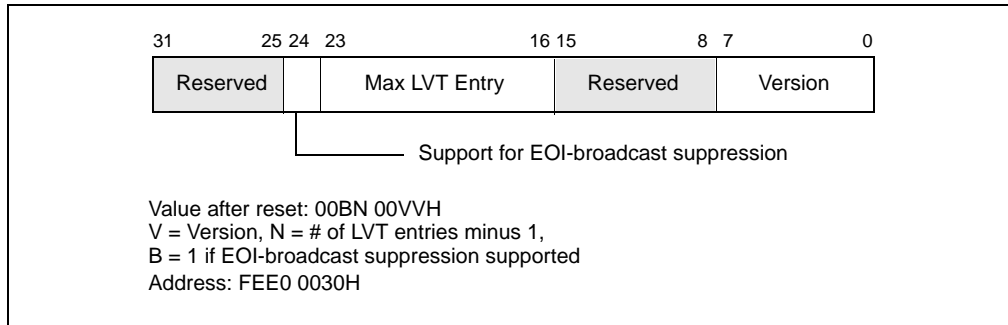 31 25 24 23 16 15 8 7 0
Reserved Max LVT Entry Reserved Version
Support for EOI-broadcast suppression
Value after reset: 00BN 00VVH
V = Version, N = # of LVT entries minus 1,
B = 1 if EOI-broadcast suppression supported
Address: FEE0 0030H